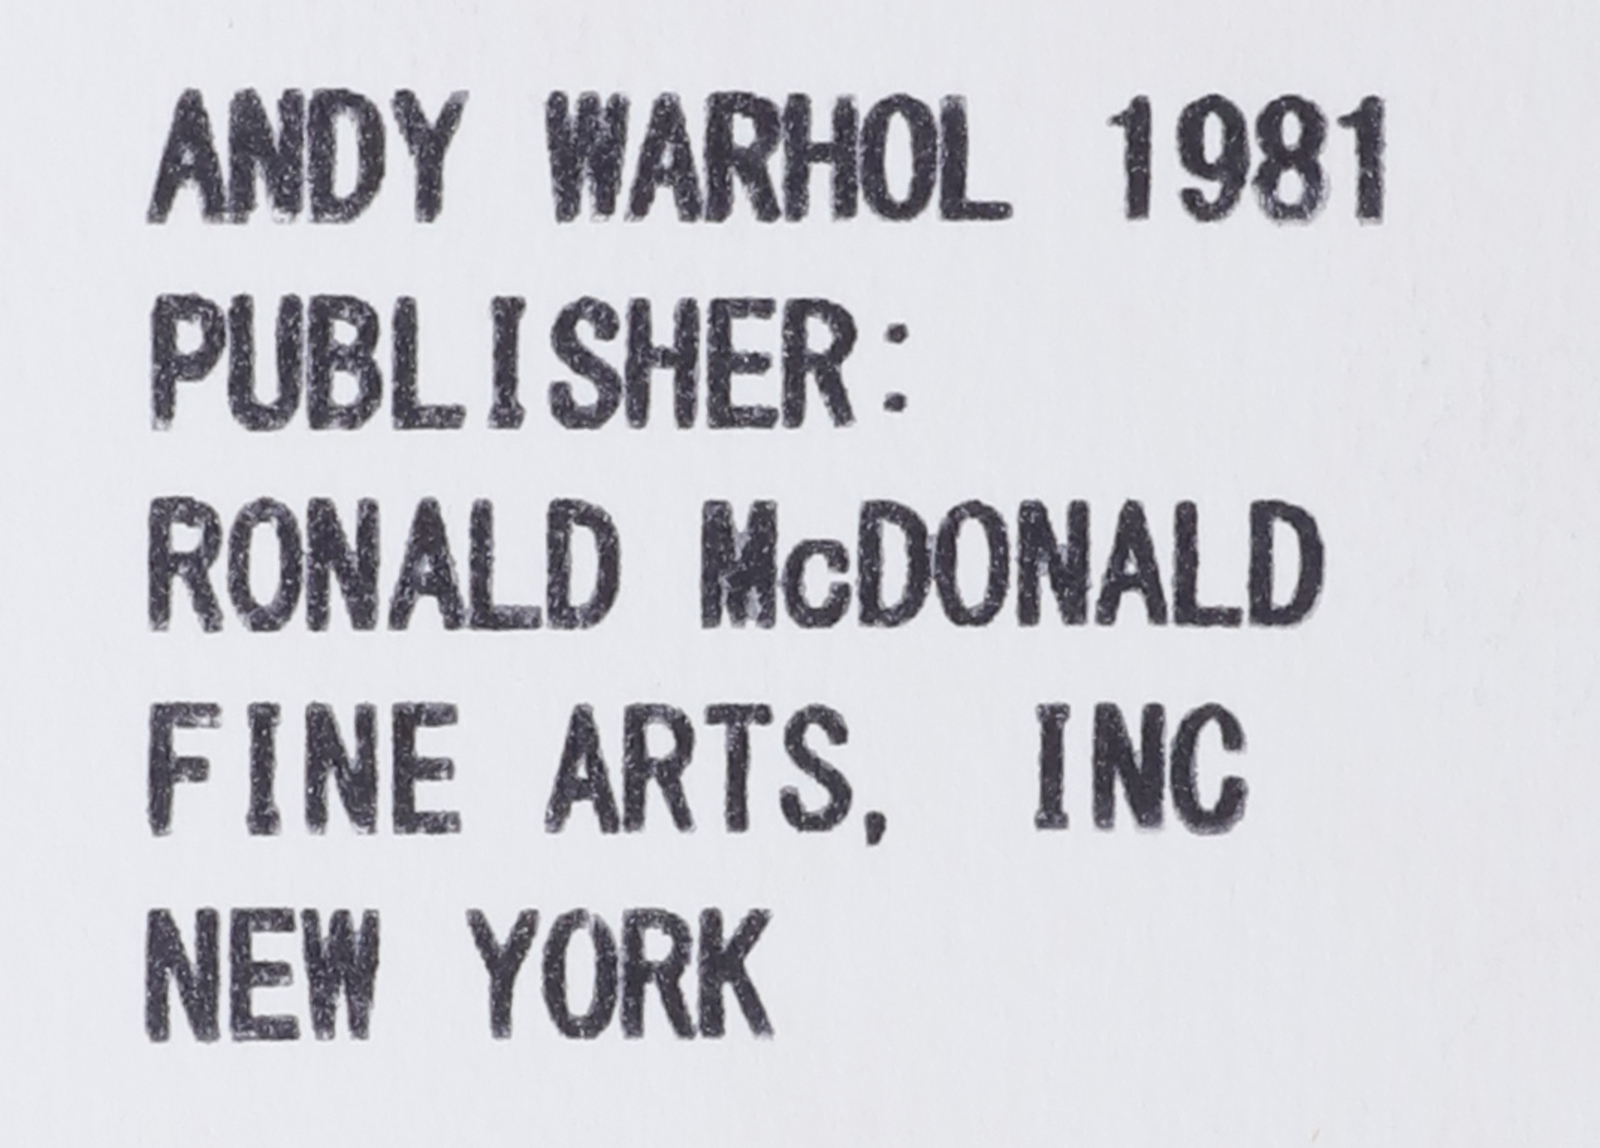 ANDY WARHOL 1981
PUBLISHER:
RONALD McDONALD
FINE ARTS, INC
NEW YORK